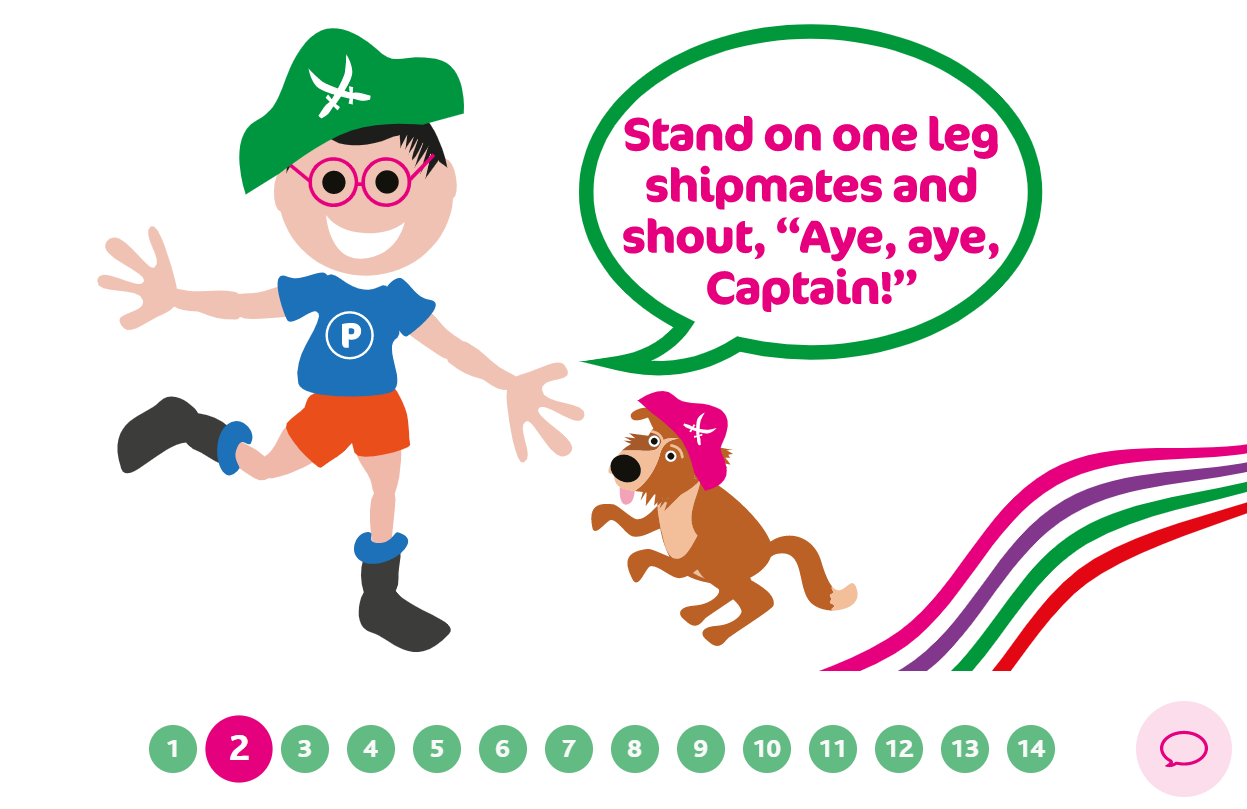 Stand on one leg
shipmates and
shout, “Aye, aye,
Captain!”
P
1 2 3 4 5 6 7 8 9 10 11 12 13 14